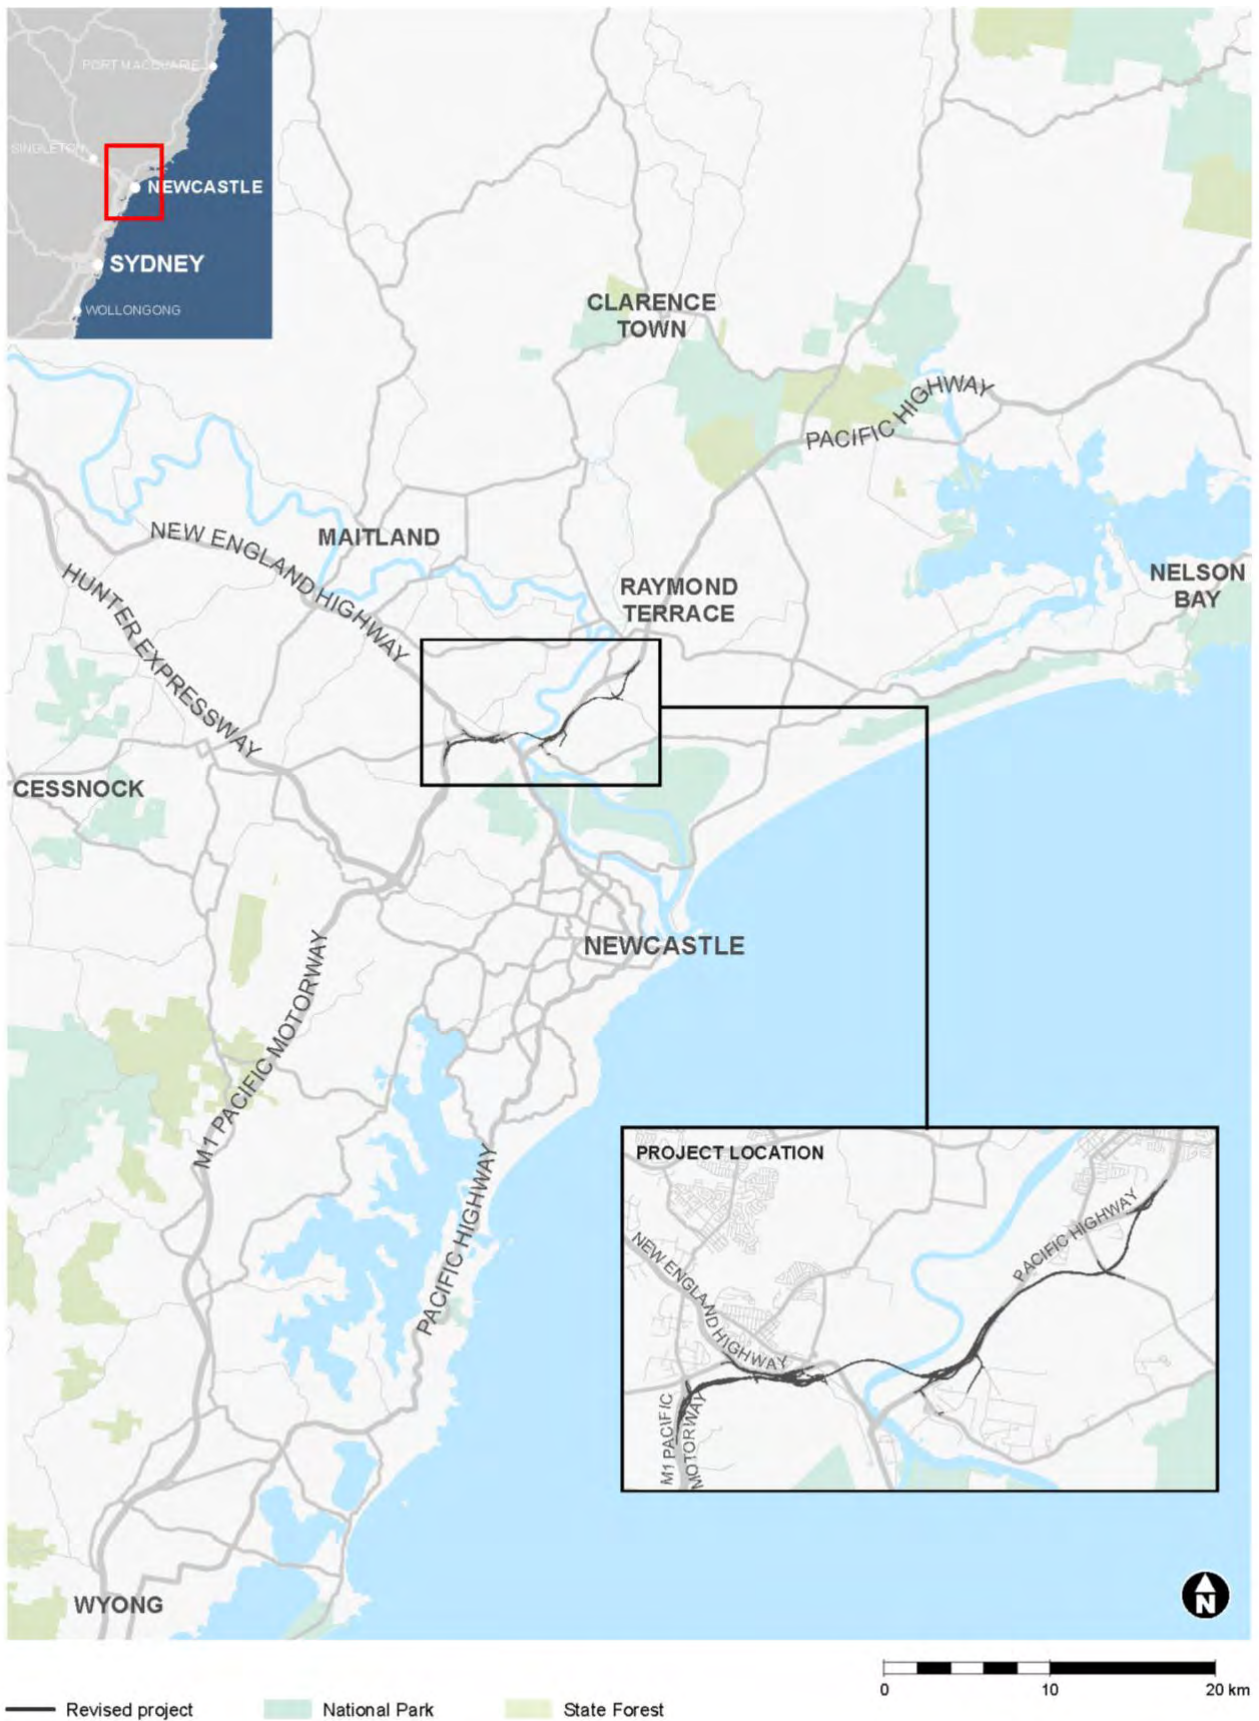 PORT MACQUARIE
SINGLETON
NEWCASTLE
SYDNEY
WOLLONGONG
CLARENCE
TOWN
PACIFIC HIGHWAY
NEW ENGLAND HIGHWAY
MAITLAND
HUNTER EXPRESSWAY
RAYMOND
TERRACE
NELSON
BAY
CESSNOCK
NEWCASTLE
M1 PACIFIC MOTORWAY
PACIFIC HIGHWAY
PROJECT LOCATION
PACIFIC HIGHWAY
NEW ENGLAND HIGHWAY
M1 PACIFIC
MOTORWAY
WYONG
N
0 10 20 km
Revised project National Park State Forest